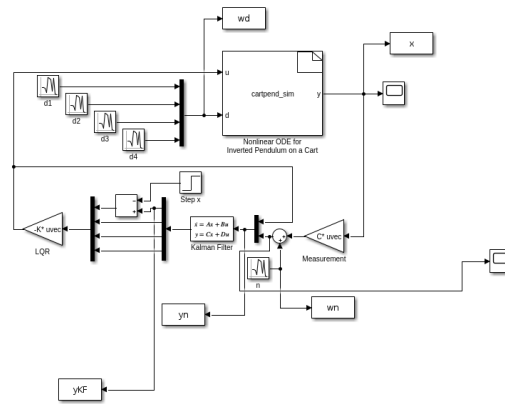 wd
x
u
d1
d2
d3
d4
cartpend_sim
y
d
Nonlinear ODE for
Inverted Pendulum on a Cart
Step x
-K* uvec
LQR
ẋ = Ax + Bu
y = Cx + Du
Kalman Filter
C* uvec
Measurement
n
wn
yn
yKF